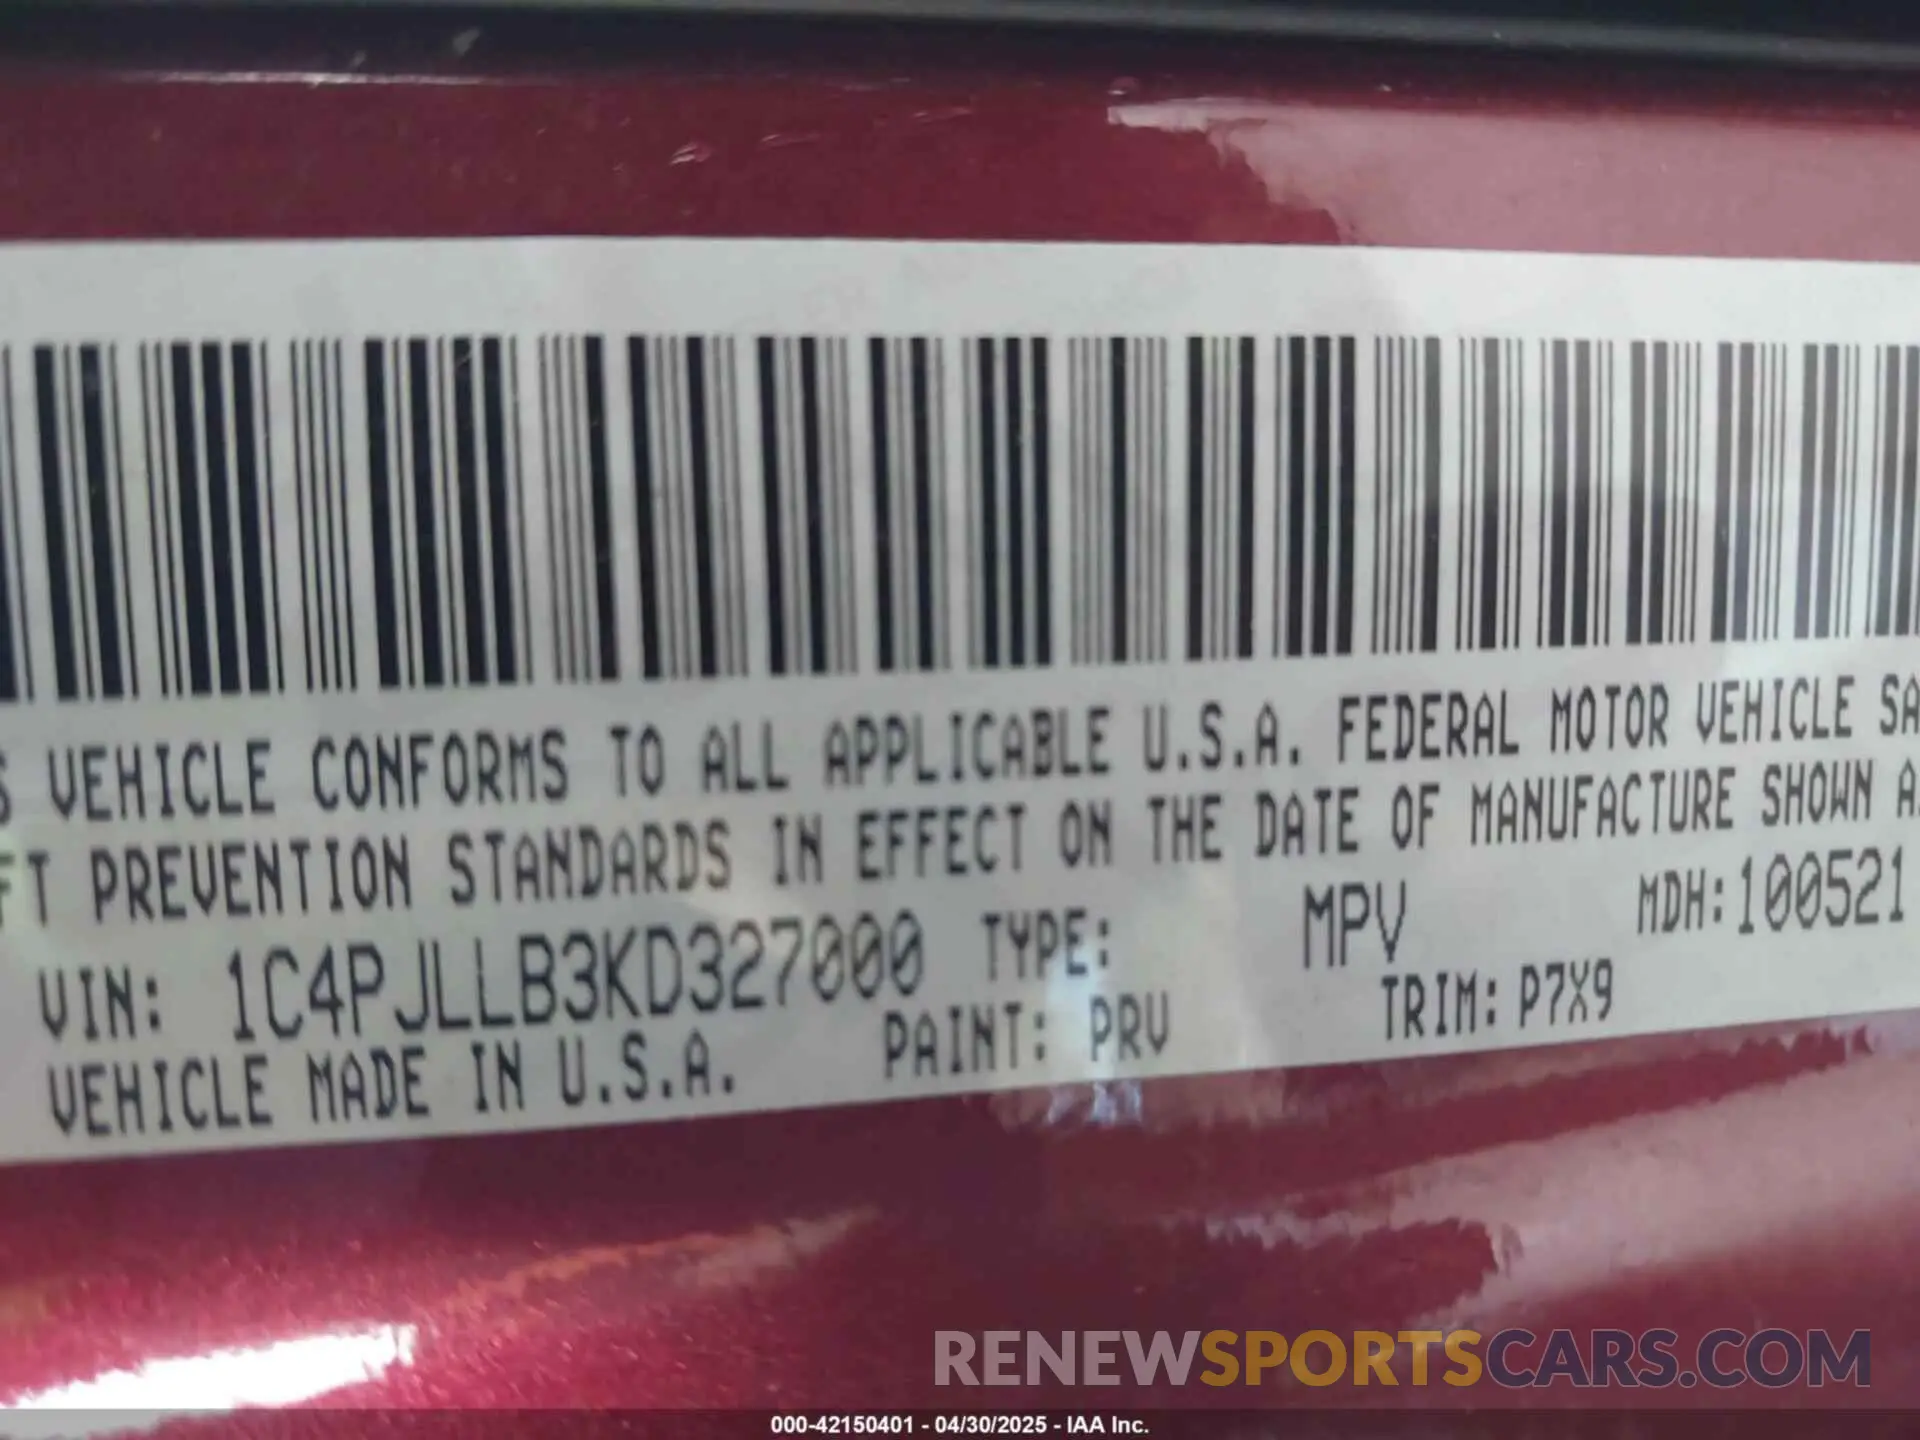 VEHICLE CONFORMS TO ALL APPLICABLE U.S.A. FEDERAL MOTOR VEHICLE SA
FT PREVENTION STANDARDS IN EFFECT ON THE DATE OF MANUFACTURE SHOWN A
VIN: 1C4PJLLB3KD327000 TYPE: MPV MDH:100521
VEHICLE MADE IN U.S.A. PAINT: PRV TRIM: P7X9
RENEWSPORTSCARS.COM
000-42150401 - 04/30/2025 - IAA Inc.